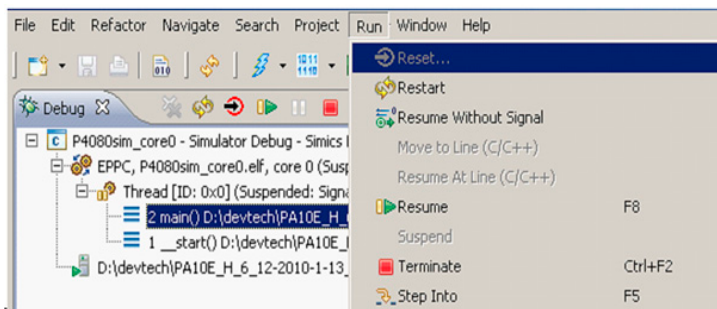 File Edit Refactor Navigate Search Project Run Window Help
Reset...
Restart
Resume Without Signal
Move to Line (C/C++)
Resume At Line (C/C++)
Resume F8
Suspend
Terminate Ctrl+F2
Step Into F5
Debug
P4080sim_core0 - Simulator Debug - Simics
EPPC, P4080sim_core0.elf, core 0 (Susp
Thread [ID: 0x0] (Suspended: Signa
2 main() D:\devtech\PA10E_H_
1 __start() D:\devtech\PA10E_
D:\devtech\PA10E_H_6_12-2010-1-13_